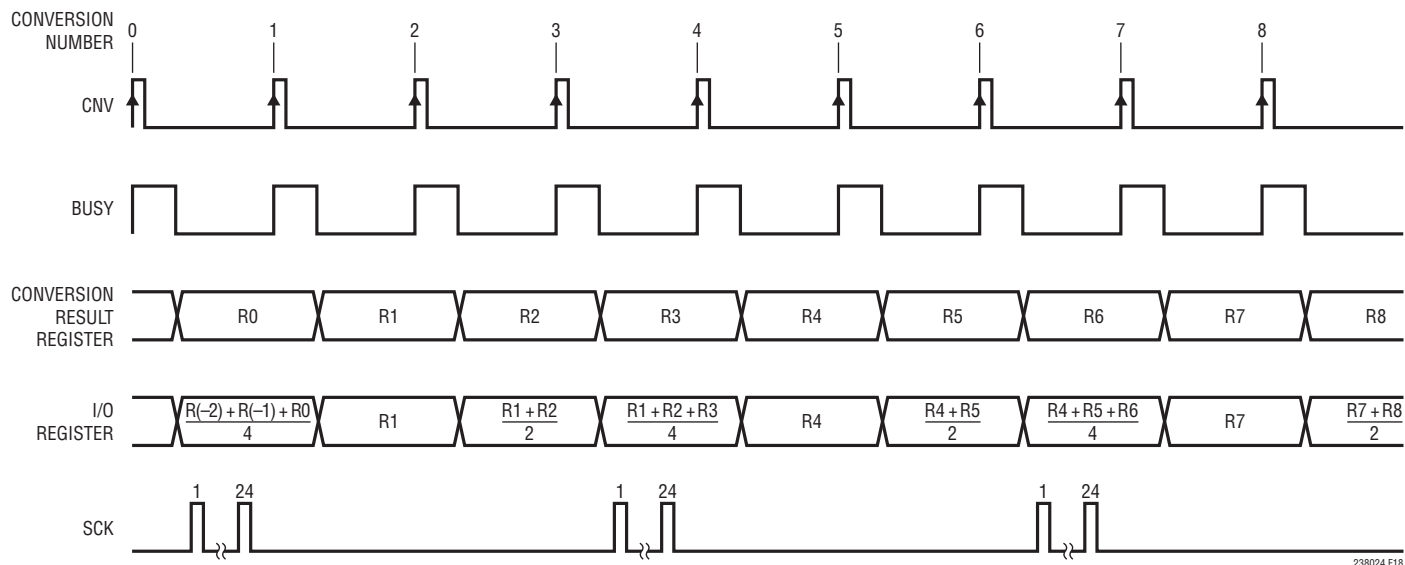 CONVERSION
NUMBER
0 1 2 3 4 5 6 7 8
CNV
BUSY
CONVERSION
RESULT
REGISTER
R0 R1 R2 R3 R4 R5 R6 R7 R8
I/O
REGISTER
R(–2) + R(–1) + R0
4
R1
R1 + R2
2
R1 + R2 + R3
4
R4
R4 + R5
2
R4 + R5 + R6
4
R7
R7 + R8
2
SCK
1 24 1 24 1 24
238024 F18